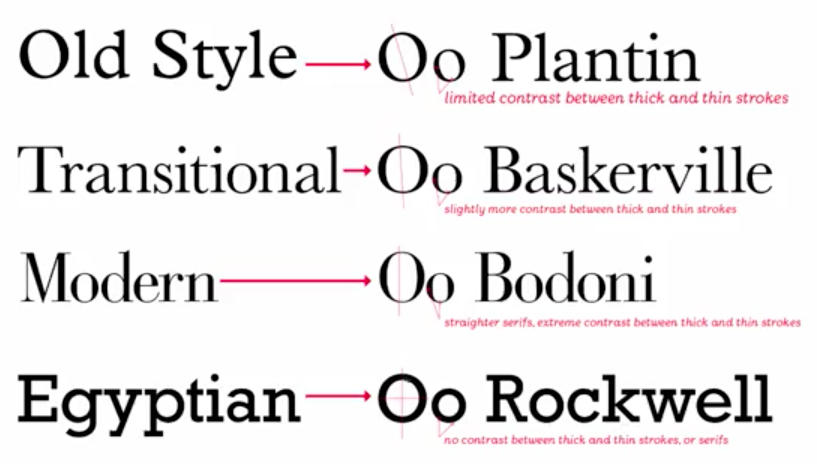 Old Style Oo Plantin
limited contrast between thick and thin strokes
Transitional Oo Baskerville
slightly more contrast between thick and thin strokes
Modern Oo Bodoni
straighter serifs, extreme contrast between thick and thin strokes
Egyptian Oo Rockwell
no contrast between thick and thin strokes, or serifs